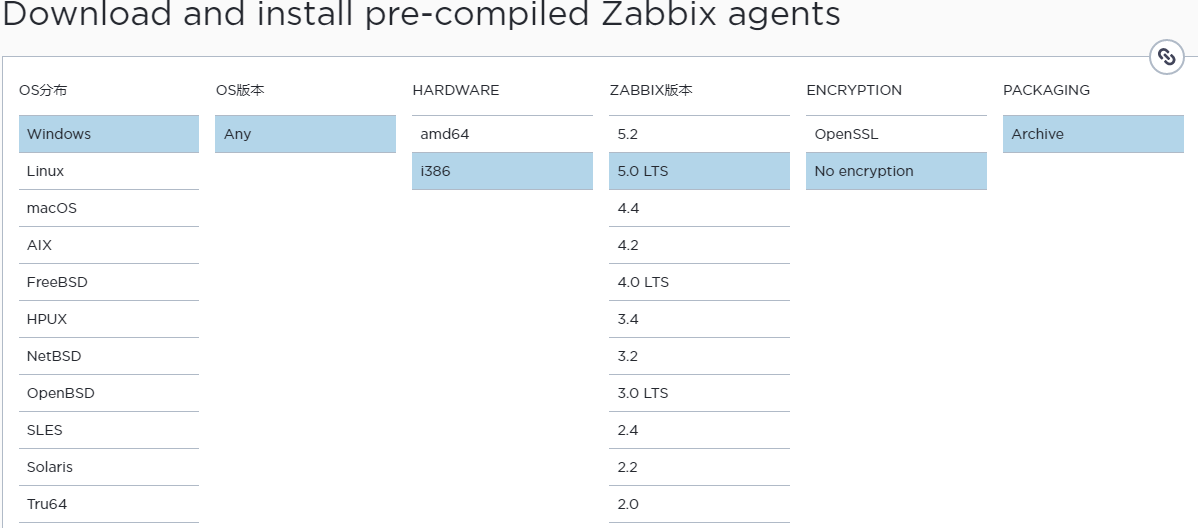 Download and install pre-compiled Zabbix agents
OS分布 OS版本 HARDWARE ZABBIX版本 ENCRYPTION PACKAGING
Windows Any amd64 5.2 OpenSSL Archive
Linux i386 5.0 LTS No encryption
macOS 4.4
AIX 4.2
FreeBSD 4.0 LTS
HPUX 3.4
NetBSD 3.2
OpenBSD 3.0 LTS
SLES 2.4
Solaris 2.2
Tru64 2.0